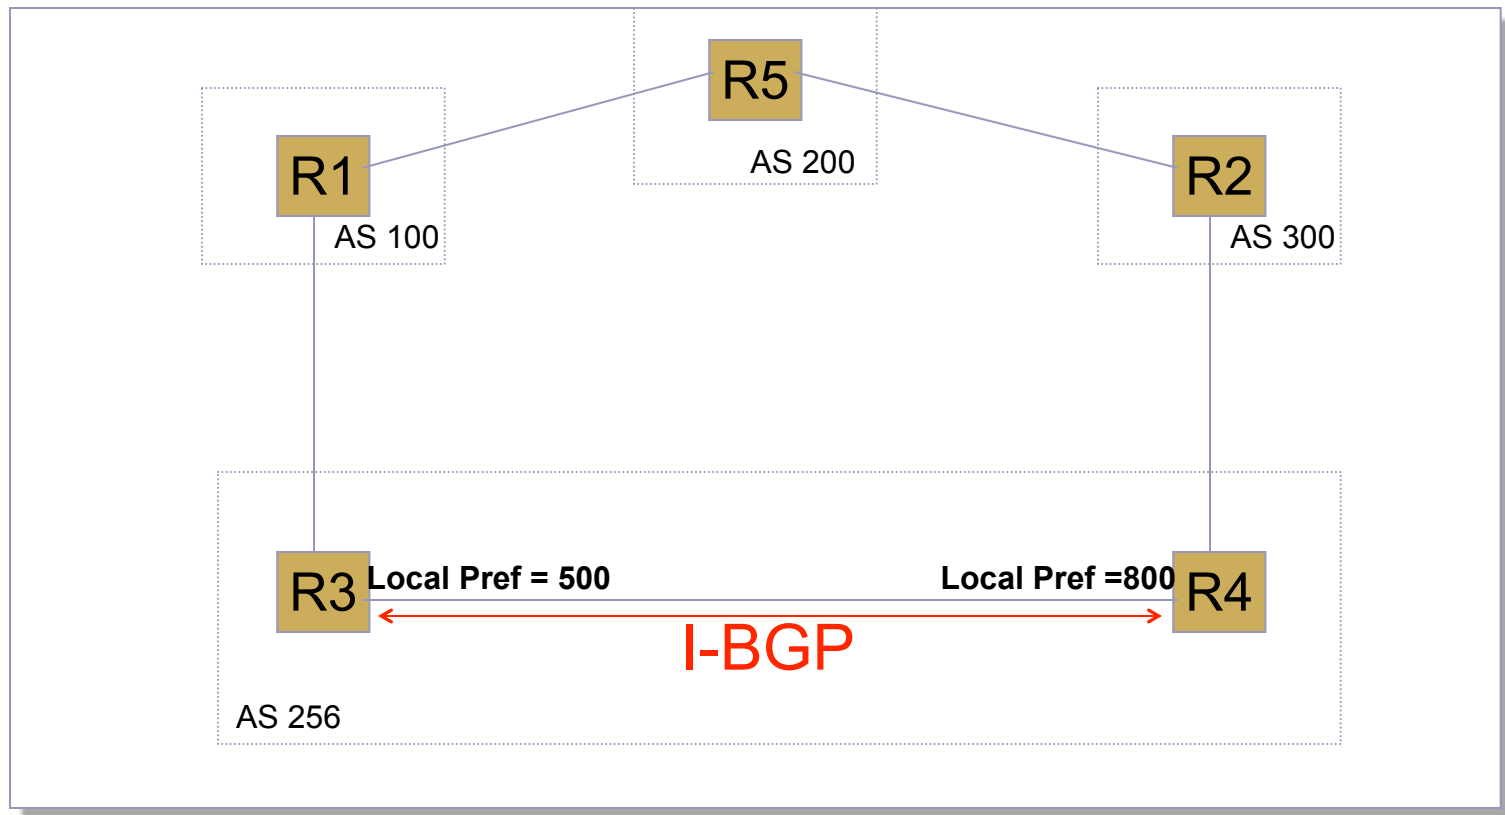 R5
AS 200
R1
AS 100
R2
AS 300
R3
Local Pref = 500
Local Pref =800
R4
I-BGP
AS 256